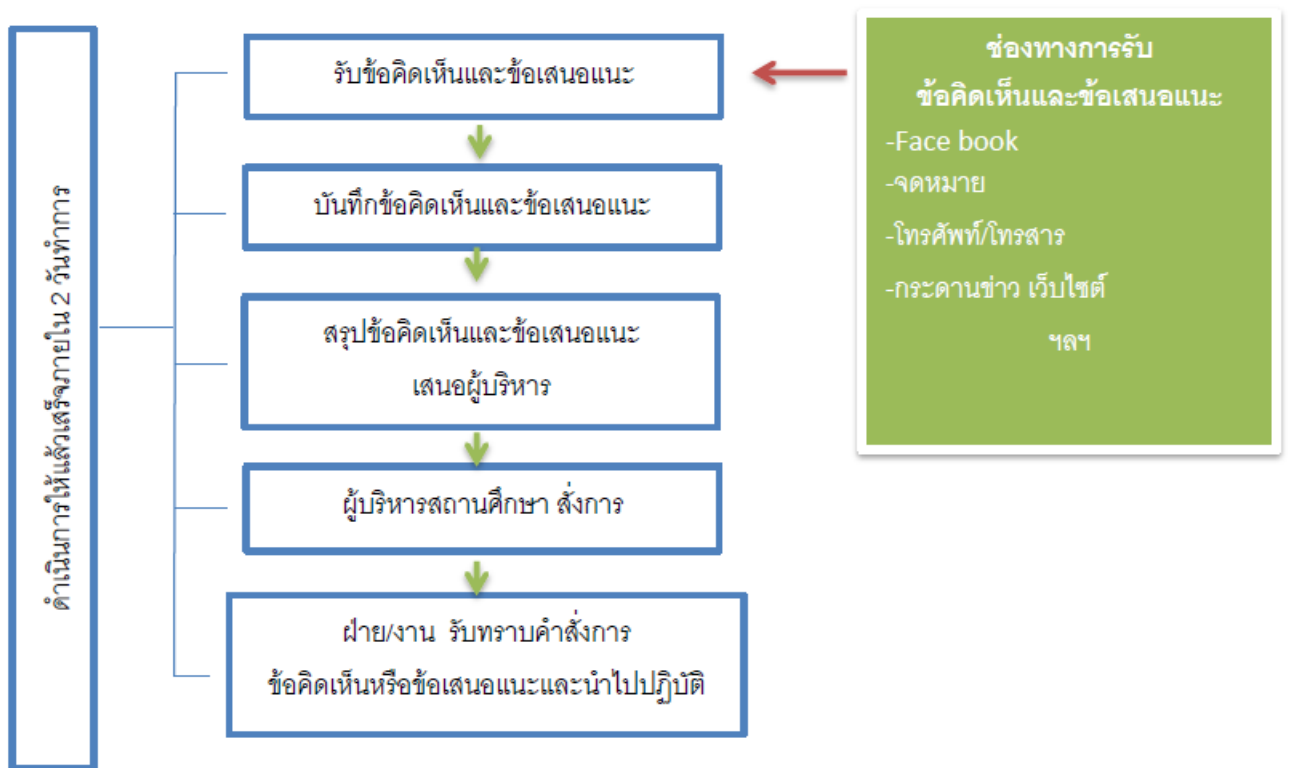 ดำเนินการให้แล้วเสร็จภายใน 2 วันทำการ
รับข้อคิดเห็นและข้อเสนอแนะ
บันทึกข้อคิดเห็นและข้อเสนอแนะ
สรุปข้อคิดเห็นและข้อเสนอแนะ
เสนอผู้บริหาร
ผู้บริหารสถานศึกษา สั่งการ
ฝ่าย/งาน รับทราบคำสั่งการ
ข้อคิดเห็นหรือข้อเสนอแนะและนำไปปฏิบัติ
ช่องทางการรับ
ข้อคิดเห็นและข้อเสนอแนะ
-Face book
-จดหมาย
-โทรศัพท์/โทรสาร
-กระดานข่าว เว็บไซต์
ฯลฯ